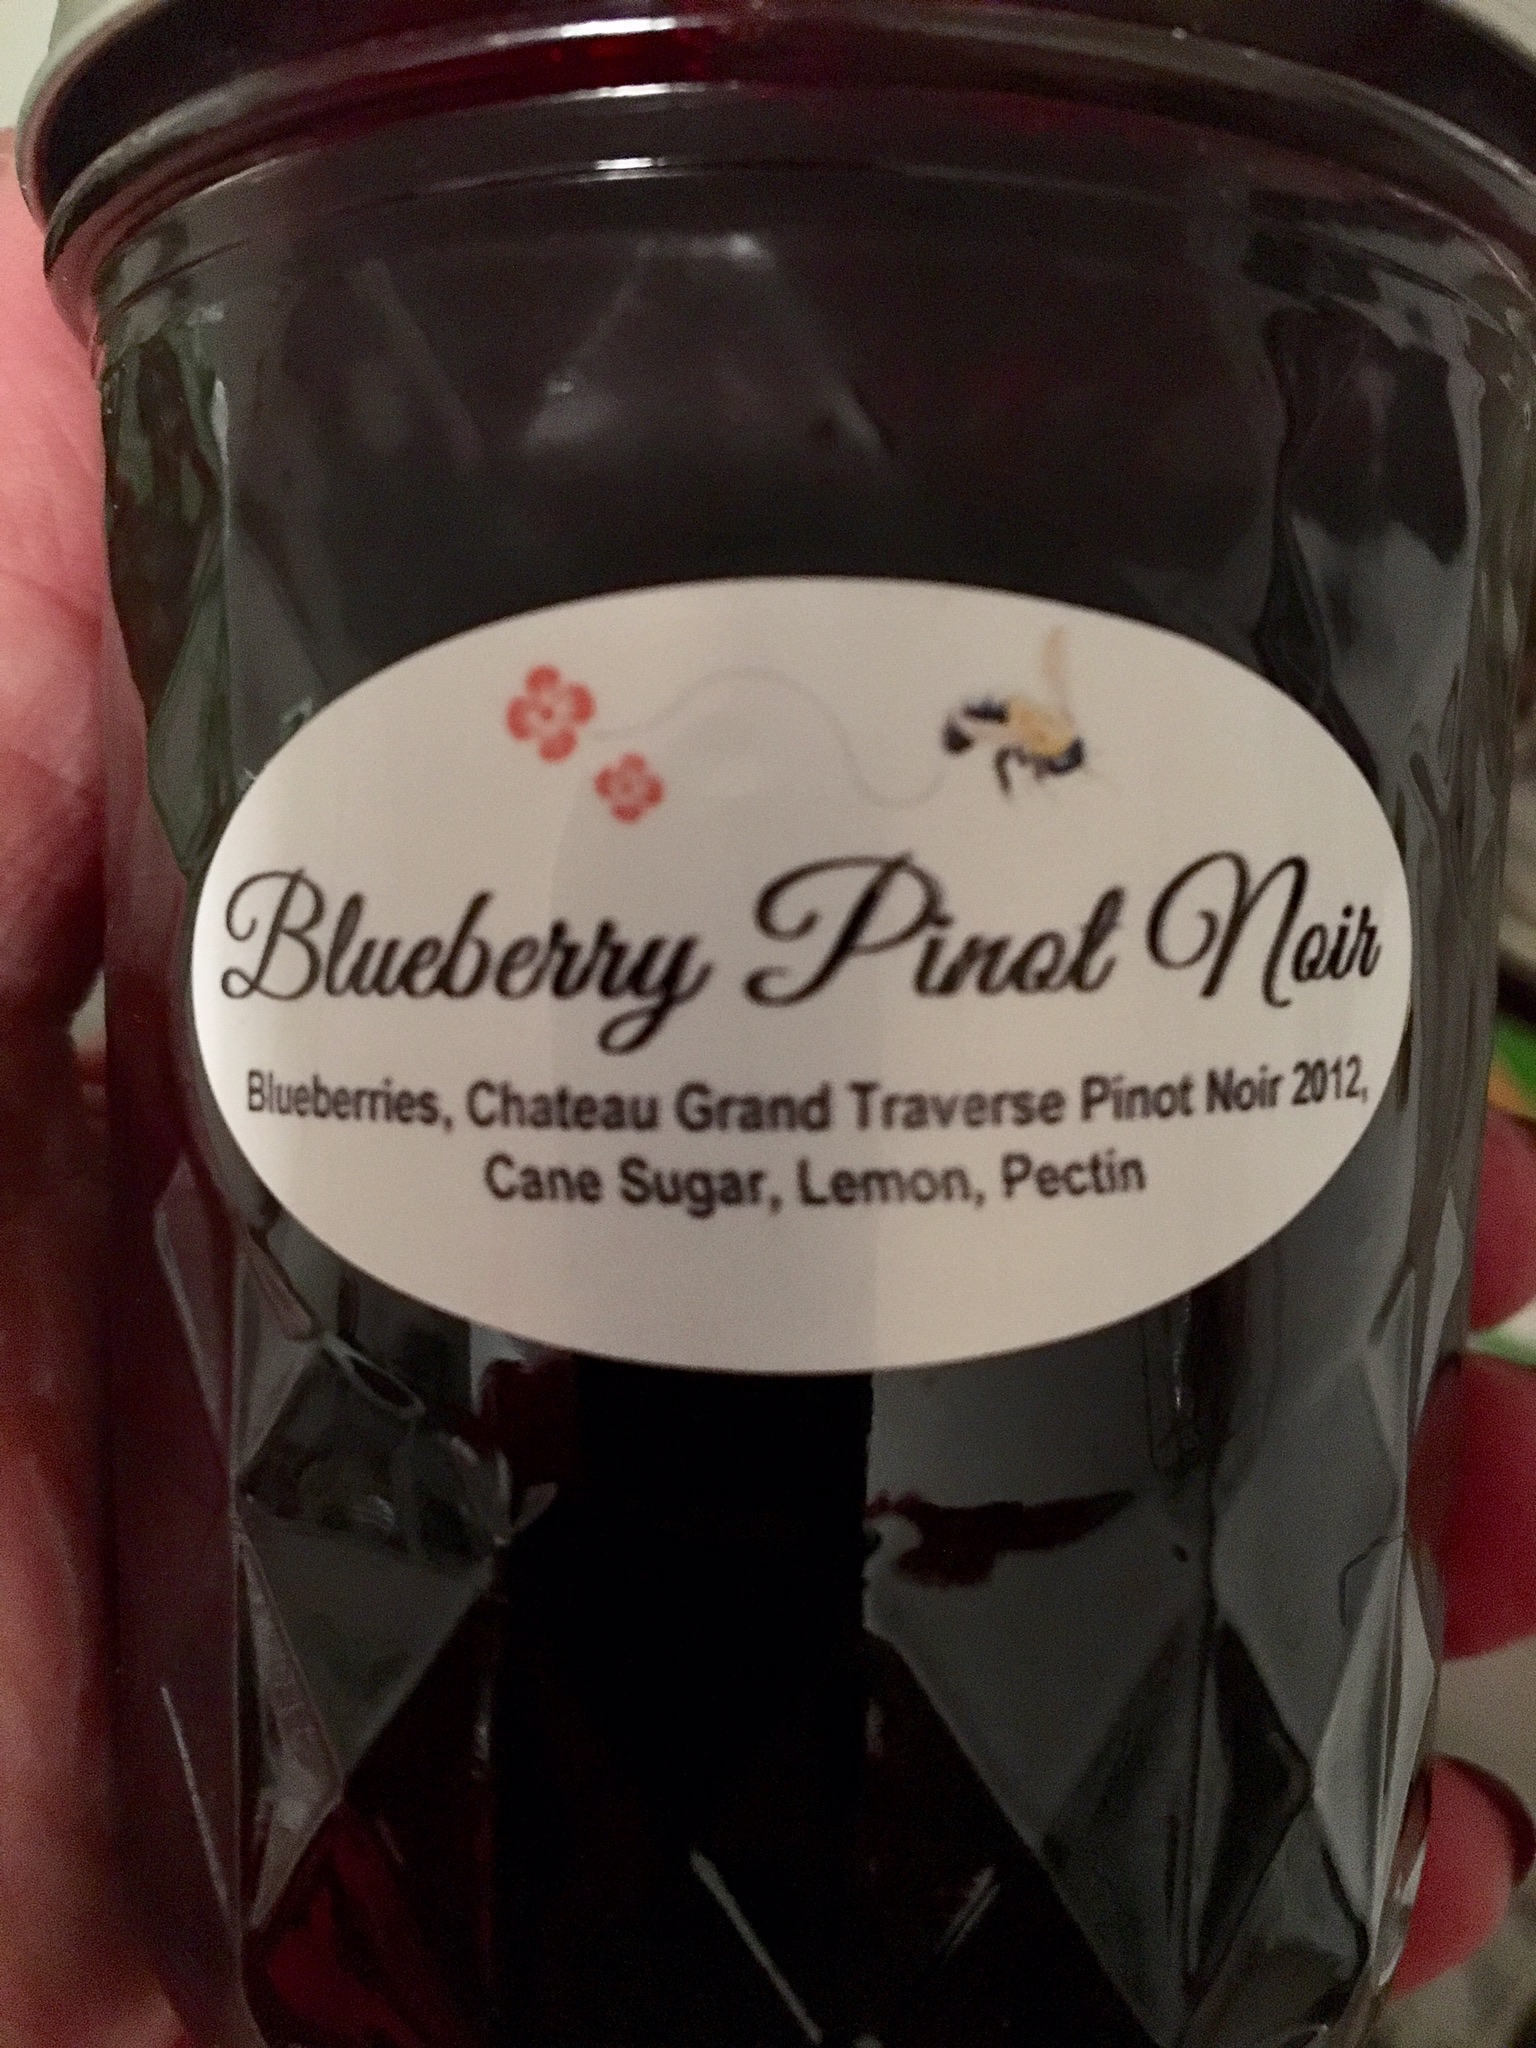 Blueberry Pinot Noir
Blueberries, Chateau Grand Traverse Pinot Noir 2012,
Cane Sugar, Lemon, Pectin